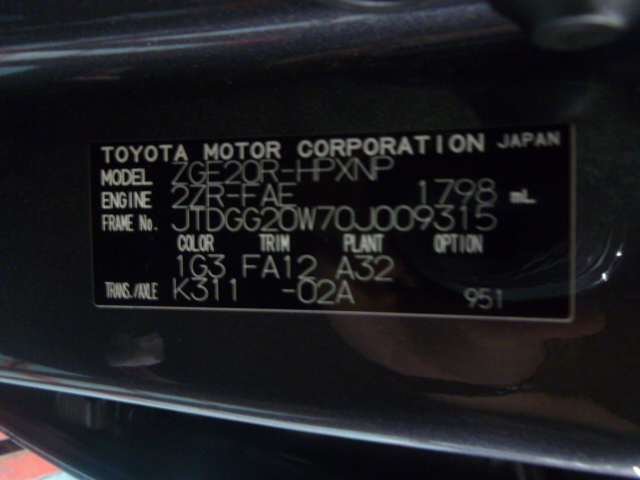 TOYOTA MOTOR CORPORATION JAPAN
MODEL ZGE20R-HPXNP
ENGINE 2ZR-FAE 1798 mL
FRAME No. JTDGG20W70J009315
COLOR TRIM PLANT OPTION
1G3 FA12 A32
TRANS./AXLE K311 -02A 951